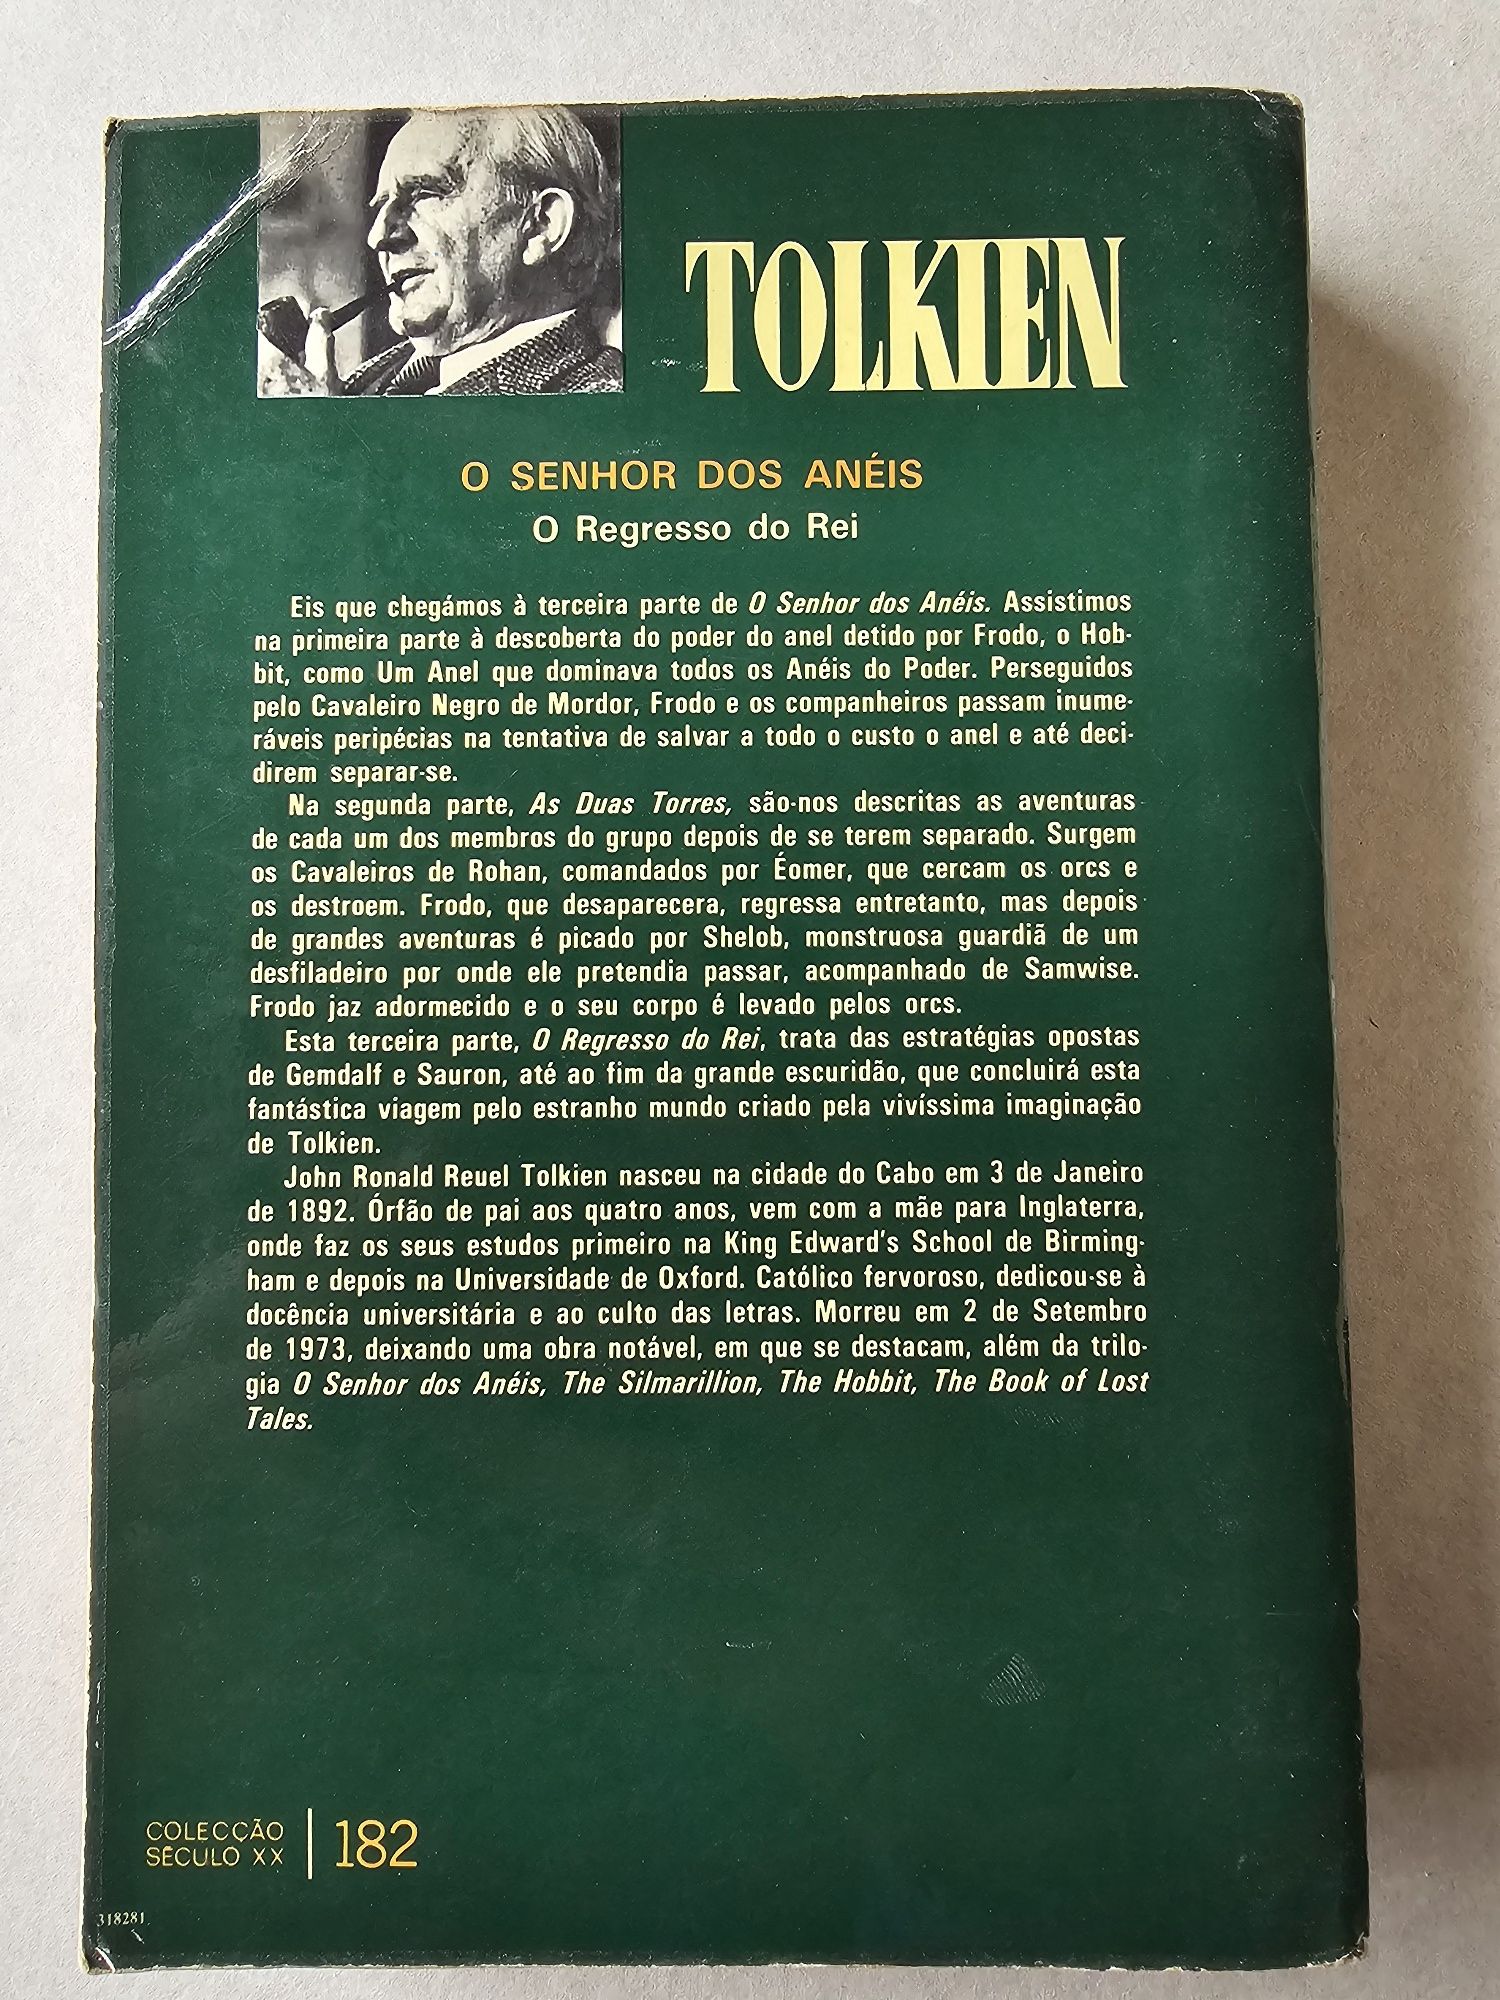 TOLKIEN
O SENHOR DOS ANÉIS
O Regresso do Rei
Eis que chegámos à terceira parte de O Senhor dos Anéis. Assistimos
na primeira parte à descoberta do poder do anel detido por Frodo, o Hob-
bit, como Um Anel que dominava todos os Anéis do Poder. Perseguidos
pelo Cavaleiro Negro de Mordor, Frodo e os companheiros passam inume-
ráveis peripécias na tentativa de salvar a todo o custo o anel e até deci-
direm separar-se.
Na segunda parte, As Duas Torres, são-nos descritas as aventuras
de cada um dos membros do grupo depois de se terem separado. Surgem
os Cavaleiros de Rohan, comandados por Éomer, que cercam os orcs e
os destroem. Frodo, que desaparecera, regressa entretanto, mas depois
de grandes aventuras é picado por Shelob, monstruosa guardiã de um
desfiladeiro por onde ele pretendia passar, acompanhado de Samwise.
Frodo jaz adormecido e o seu corpo é levado pelos orcs.
Esta terceira parte, O Regresso do Rei, trata das estratégias opostas
de Gemdalf e Sauron, até ao fim da grande escuridão, que concluirá esta
fantástica viagem pelo estranho mundo criado pela vivíssima imaginação
de Tolkien.
John Ronald Reuel Tolkien nasceu na cidade do Cabo em 3 de Janeiro
de 1892. Órfão de pai aos quatro anos, vem com a mãe para Inglaterra,
onde faz os seus estudos primeiro na King Edward's School de Birming-
ham e depois na Universidade de Oxford. Católico fervoroso, dedicou-se à
docência universitária e ao culto das letras. Morreu em 2 de Setembro
de 1973, deixando uma obra notável, em que se destacam, além da trilo-
gia O Senhor dos Anéis, The Silmarillion, The Hobbit, The Book of Lost
Tales.
COLECÇÃO
SÉCULO XX
182
318281